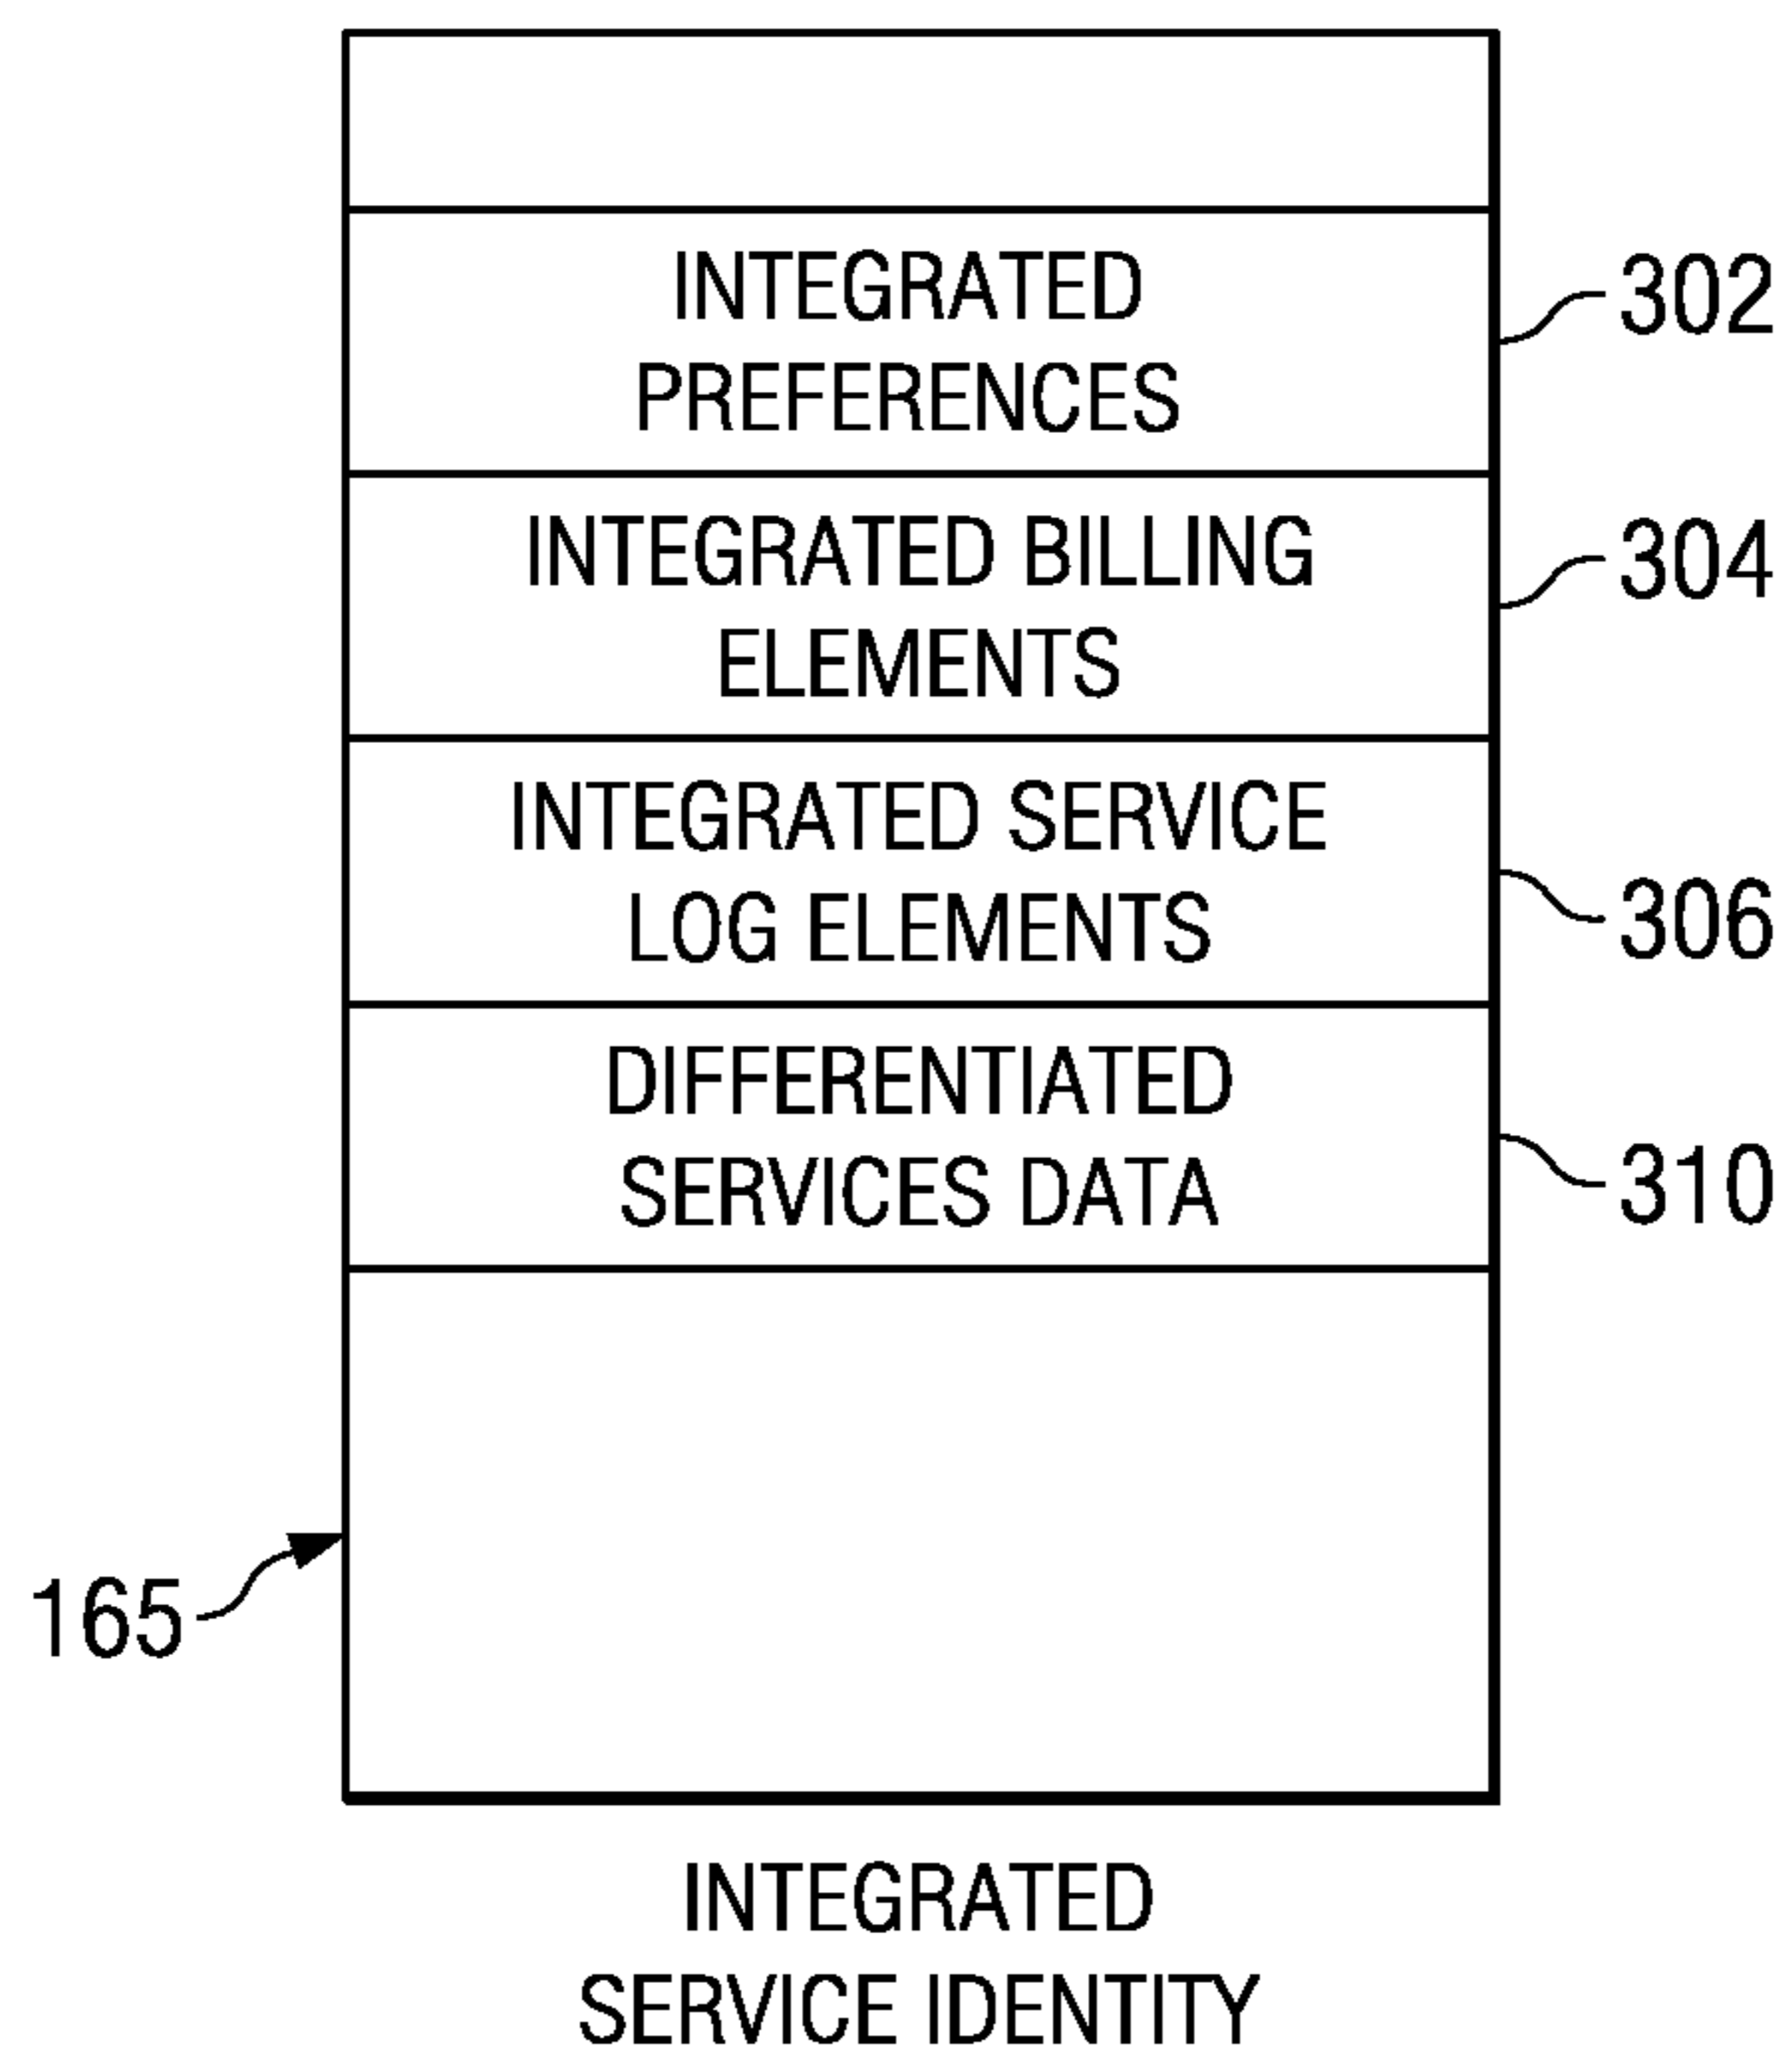 INTEGRATED
PREFERENCES
302
INTEGRATED BILLING
ELEMENTS
304
INTEGRATED SERVICE
LOG ELEMENTS
306
DIFFERENTIATED
SERVICES DATA
310
165
INTEGRATED
SERVICE IDENTITY